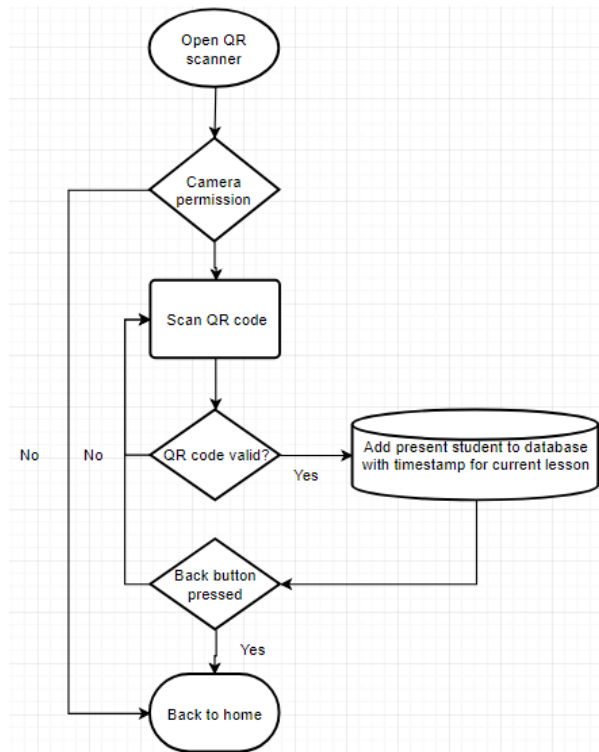 Open QR
scanner
Camera
permission
Scan QR code
No
No
QR code valid?
Yes
Add present student to database
with timestamp for current lesson
Back button
pressed
Yes
Back to home